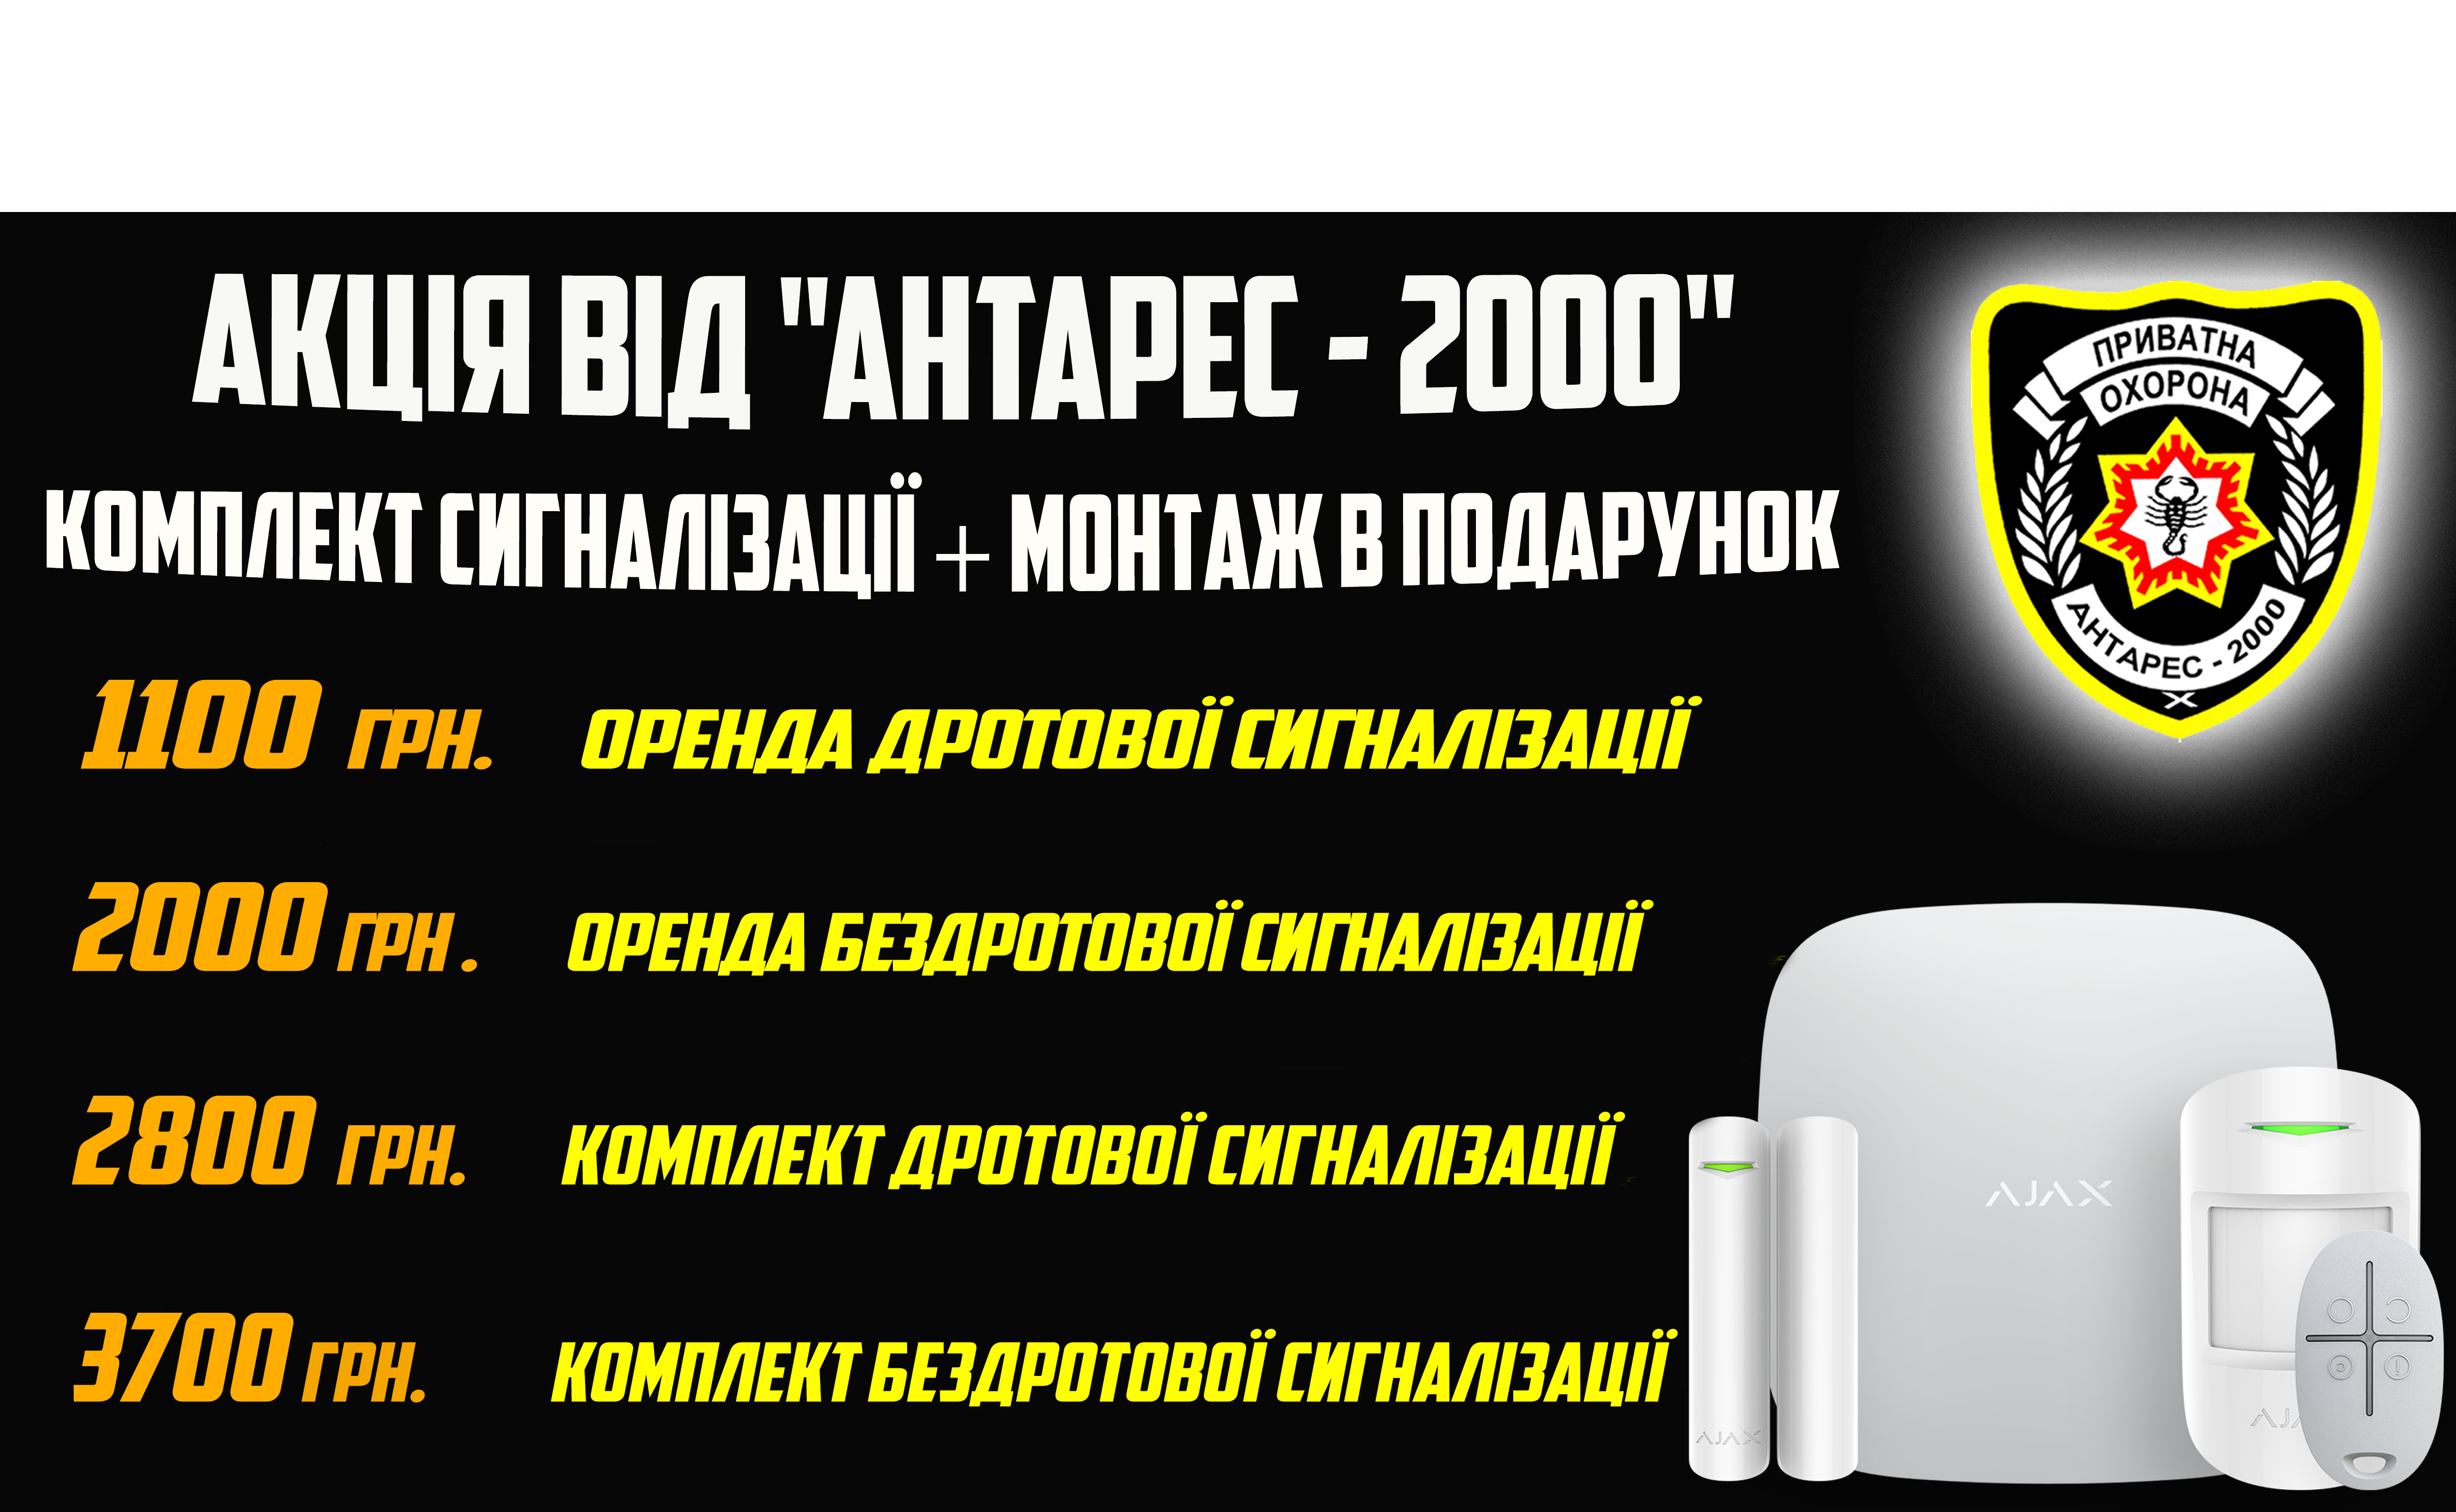 АКЦІЯ ВІД "АНТАРЕС - 2000"
КОМПЛЕКТ СИГНАЛІЗАЦІЇ + МОНТАЖ В ПОДАРУНОК
ПРИВАТНА
ОХОРОНА
АНТАРЕС - 2000
X
1100 ГРН. ОРЕНДА ДРОТОВОЇ СИГНАЛІЗАЦІЇ
2000 ГРН. ОРЕНДА БЕЗДРОТОВОЇ СИГНАЛІЗАЦІЇ
2800 ГРН. КОМПЛЕКТ ДРОТОВОЇ СИГНАЛІЗАЦІЇ
3700 ГРН. КОМПЛЕКТ БЕЗДРОТОВОЇ СИГНАЛІЗАЦІЇ
AJAX
AJAX